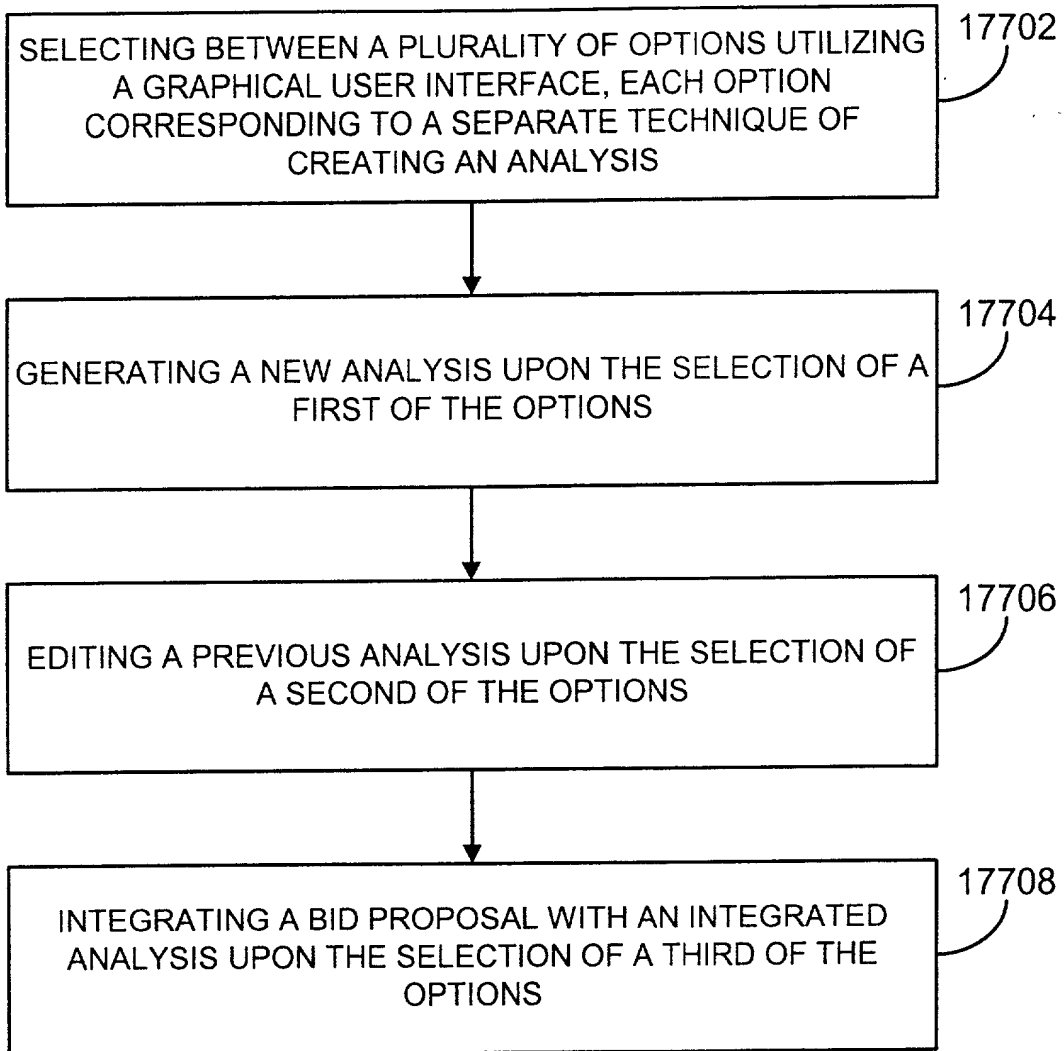 SELECTING BETWEEN A PLURALITY OF OPTIONS UTILIZING
A GRAPHICAL USER INTERFACE, EACH OPTION
CORRESPONDING TO A SEPARATE TECHNIQUE OF
CREATING AN ANALYSIS
17702
GENERATING A NEW ANALYSIS UPON THE SELECTION OF A
FIRST OF THE OPTIONS
17704
EDITING A PREVIOUS ANALYSIS UPON THE SELECTION OF
A SECOND OF THE OPTIONS
17706
INTEGRATING A BID PROPOSAL WITH AN INTEGRATED
ANALYSIS UPON THE SELECTION OF A THIRD OF THE
OPTIONS
17708